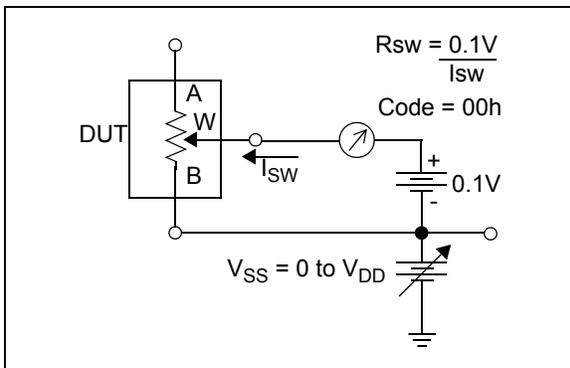 Rsw = 0.1V
Isw
Code = 00h
A
DUT
W
B
ISW
+
0.1V
-
VSS = 0 to VDD